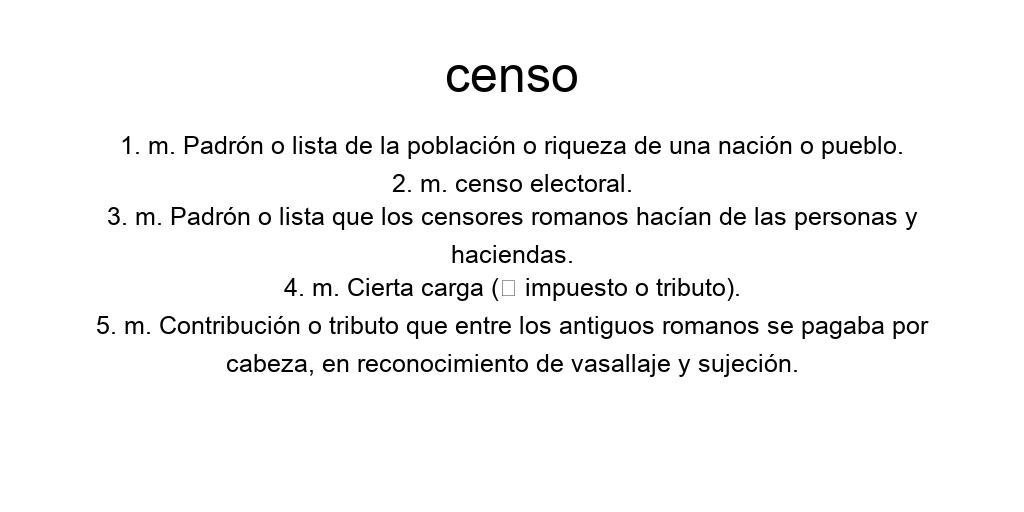 censo
1. m. Padrón o lista de la población o riqueza de una nación o pueblo.
2. m. censo electoral.
3. m. Padrón o lista que los censores romanos hacían de las personas y
haciendas.
4. m. Cierta carga (□ impuesto o tributo).
5. m. Contribución o tributo que entre los antiguos romanos se pagaba por
cabeza, en reconocimiento de vasallaje y sujeción.